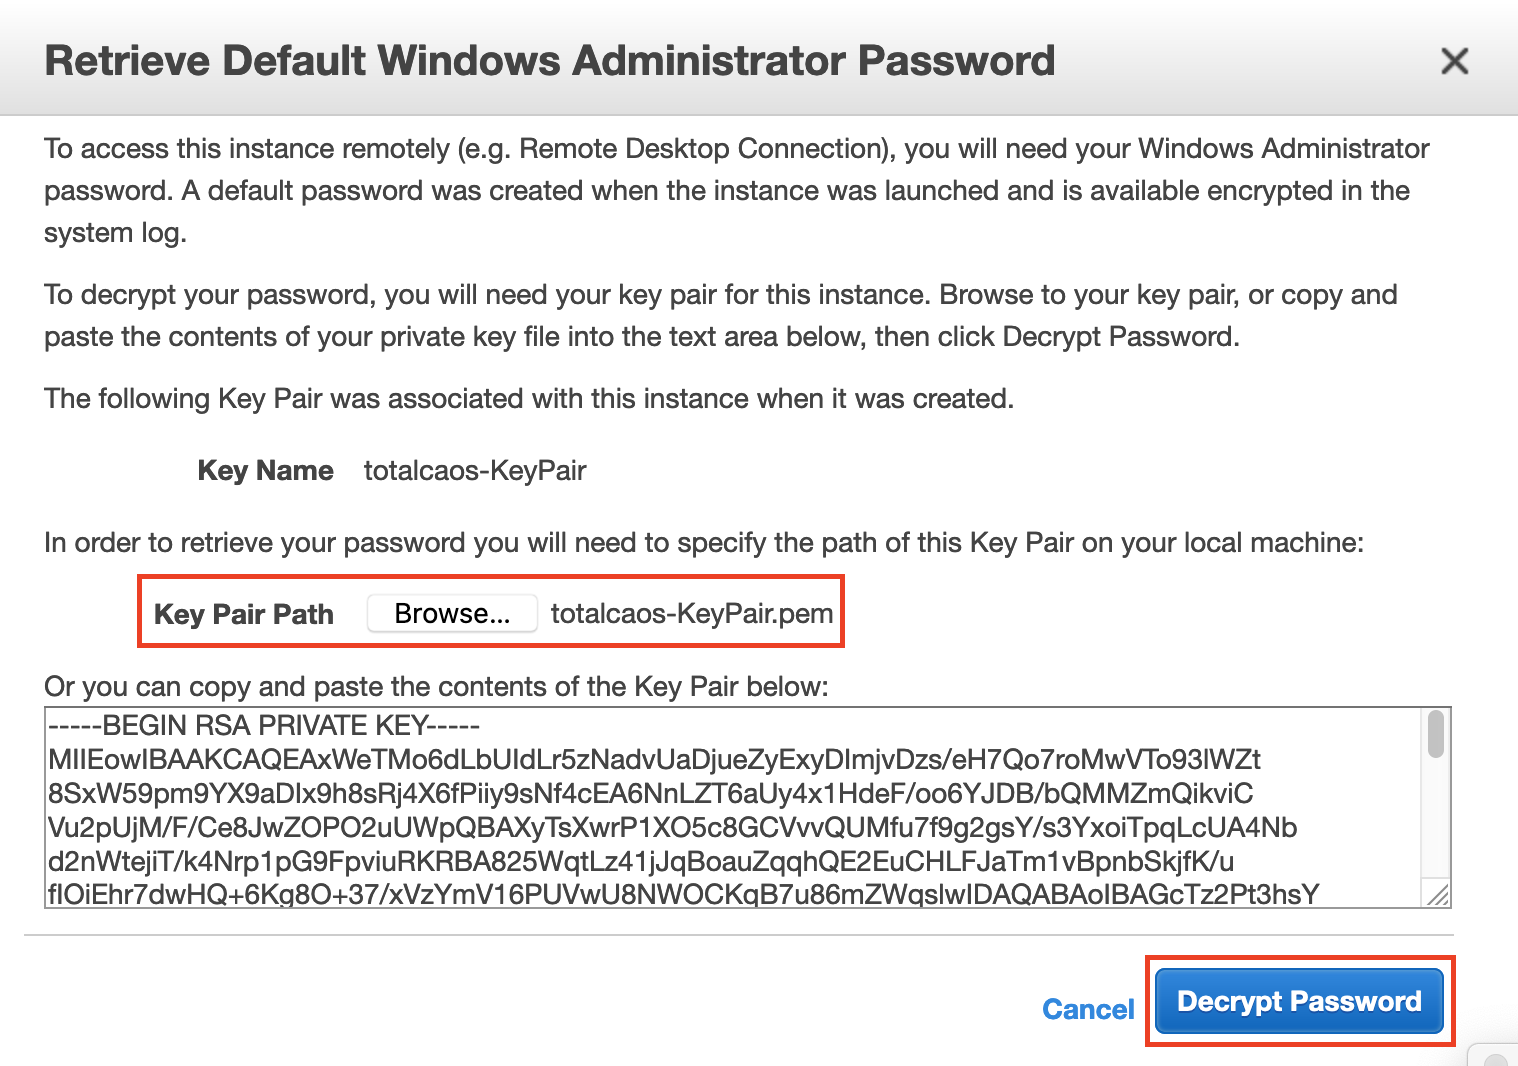 Retrieve Default Windows Administrator Password
To access this instance remotely (e.g. Remote Desktop Connection), you will need your Windows Administrator
password. A default password was created when the instance was launched and is available encrypted in the
system log.
To decrypt your password, you will need your key pair for this instance. Browse to your key pair, or copy and
paste the contents of your private key file into the text area below, then click Decrypt Password.
The following Key Pair was associated with this instance when it was created.
Key Name totalcaos-KeyPair
In order to retrieve your password you will need to specify the path of this Key Pair on your local machine:
Key Pair Path Browse... totalcaos-KeyPair.pem
Or you can copy and paste the contents of the Key Pair below:
-----BEGIN RSA PRIVATE KEY-----
MIIEowIBAAKCAQEAxWeTMo6dLbUIdLr5zNadvUaDjueZyExyDImjvDzs/eH7Qo7roMwVTo93lWZt
8SxW59pm9YX9aDIx9h8sRj4X6fPiiy9sNf4cEA6NnLZT6aUy4x1HdeF/oo6YJDB/bQMMZmQikviC
Vu2pUjM/F/Ce8JwZOPO2uUWpQBAXyTsXwrP1XO5c8GCVvvQUMfu7f9g2gsY/s3YxoiTpqLcUA4Nb
d2nWtejiT/k4Nrp1pG9FpviuRKRBA825WqtLz41jJqBoauZqqhQE2EuCHLFJaTm1vBpnbSkjfK/u
flOiEhr7dwHQ+6Kg8O+37/xVzYmV16PUVwU8NWOCKqB7u86mZWqslwIDAQABAoIBAGcTz2Pt3hsY
Cancel Decrypt Password